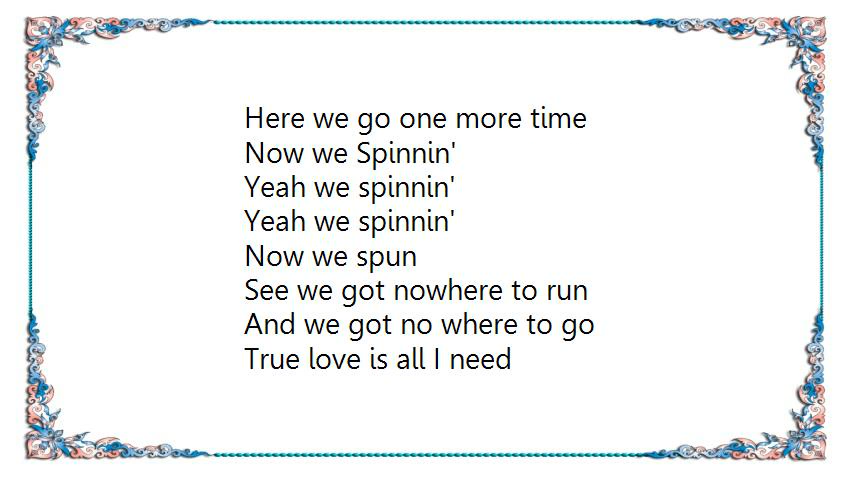 Here we go one more time
Now we Spinnin'
Yeah we spinnin'
Yeah we spinnin'
Now we spun
See we got nowhere to run
And we got no where to go
True love is all I need